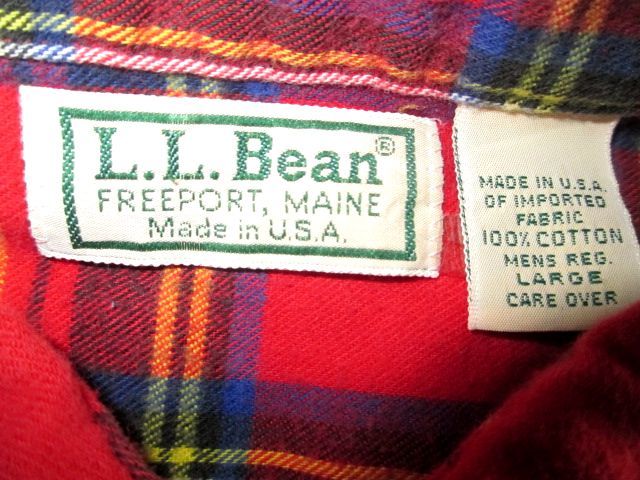 L.L.Bean®
FREEPORT, MAINE
Made in U.S.A.
MADE IN U.S.A.
OF IMPORTED
FABRIC
100% COTTON
MENS REG.
LARGE
CARE OVER